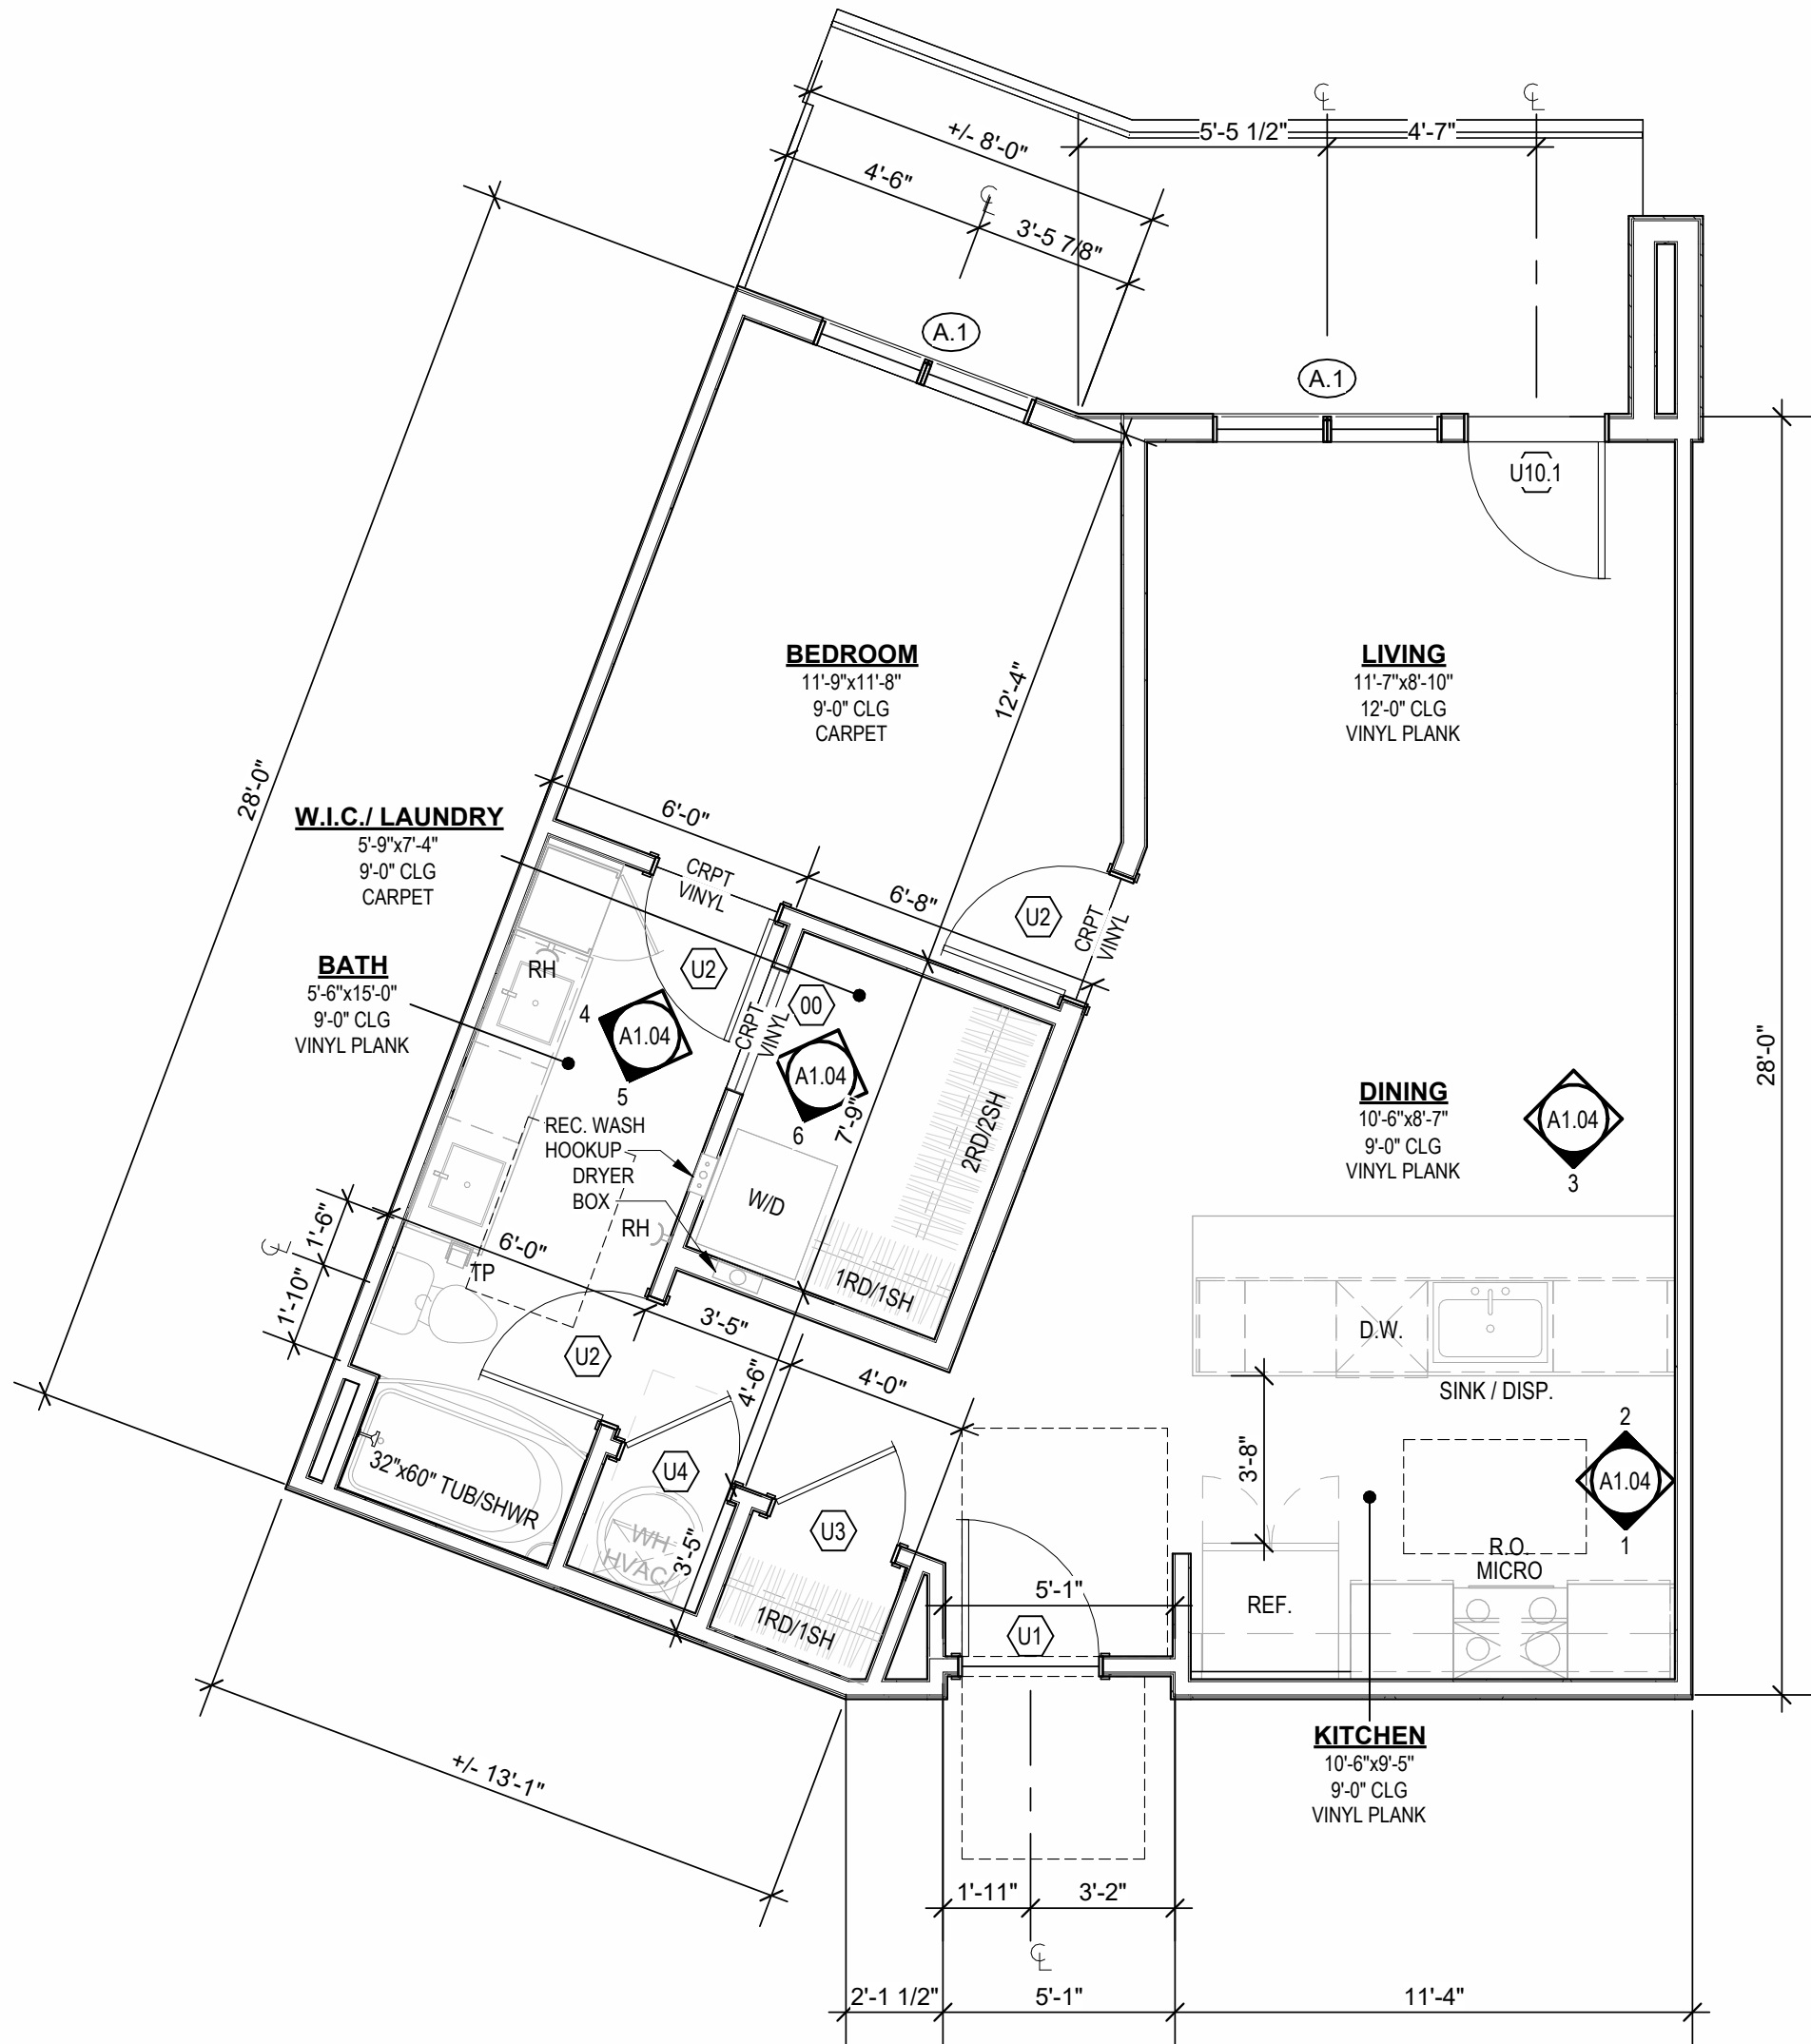 5'-5 1/2"
4'-7"
+/- 8'-0"
4'-6"
3'-5 7/8"
A.1
A.1
U10.1
BEDROOM
11'-9"x11'-8"
9'-0" CLG
CARPET
LIVING
11'-7"x8'-10"
12'-0" CLG
VINYL PLANK
12'-4"
28'-0"
W.I.C./ LAUNDRY
5'-9"x7'-4"
9'-0" CLG
CARPET
6'-0"
CRPT
VINYL
6'-8"
U2
CRPT
VINYL
BATH
5'-6"x15'-0"
9'-0" CLG
VINYL PLANK
RH
U2
00
4
A1.04
5
CRPT
VINYL
A1.04
6
7'-9"
2RD/2SH
28'-0"
DINING
10'-6"x8'-7"
9'-0" CLG
VINYL PLANK
A1.04
3
REC. WASH
HOOKUP
DRYER
BOX
W/D
RH
1RD/1SH
1'-6"
1'-10"
6'-0"
TP
3'-5"
U2
4'-6"
4'-0"
D.W.
SINK / DISP.
3'-8"
2
A1.04
1
32"x60" TUB/SHWR
U4
WH
HVAC
3'-5"
U3
1RD/1SH
5'-1"
U1
REF.
R.O.
MICRO
KITCHEN
10'-6"x9'-5"
9'-0" CLG
VINYL PLANK
+/- 13'-1"
1'-11"
3'-2"
2'-1 1/2"
5'-1"
11'-4"